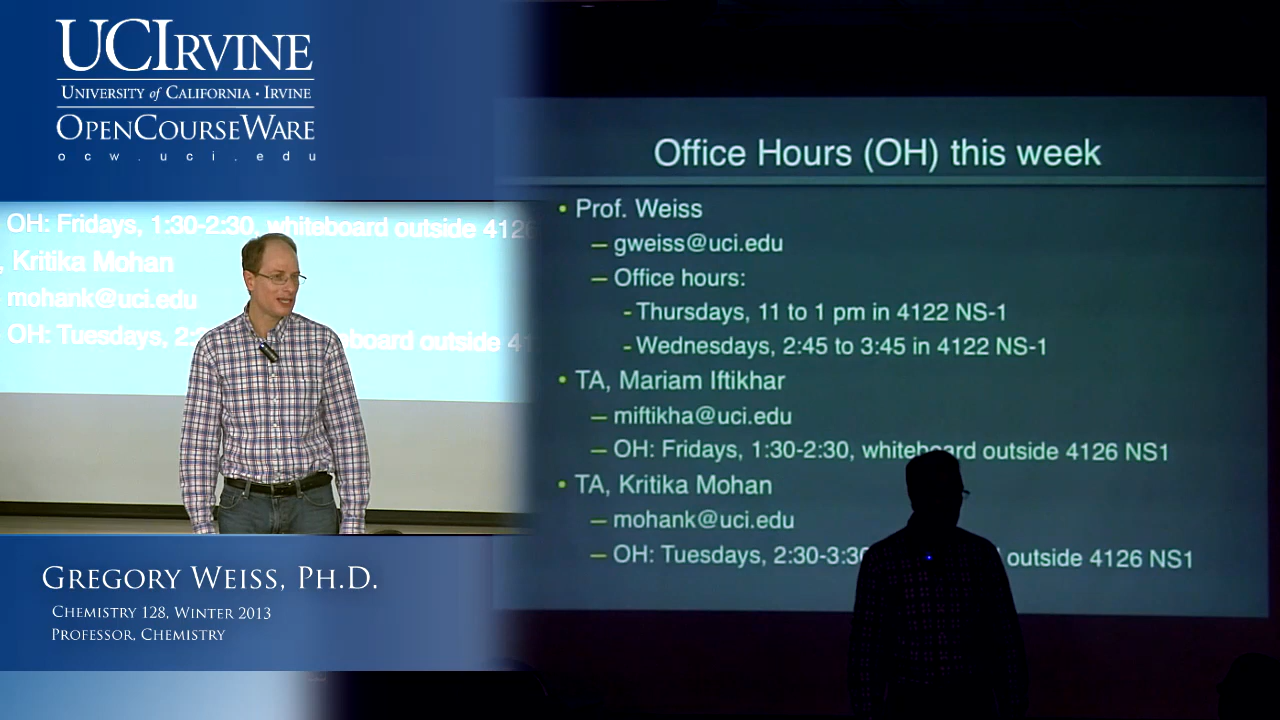 UCIRVINE
UNIVERSITY of CALIFORNIA · IRVINE
OPENCOURSEWARE
ocw.uci.edu
OH: Fridays, 1:30-2:30, whiteboard outside 4126
, Kritika Mohan
mohank@uci.edu
OH: Tuesdays, 2: board outside 41
GREGORY WEISS, PH.D.
CHEMISTRY 128, WINTER 2013
PROFESSOR, CHEMISTRY
Office Hours (OH) this week
• Prof. Weiss
– gweiss@uci.edu
– Office hours:
- Thursdays, 11 to 1 pm in 4122 NS-1
- Wednesdays, 2:45 to 3:45 in 4122 NS-1
• TA, Mariam Iftikhar
– miftikha@uci.edu
– OH: Fridays, 1:30-2:30, whiteboard outside 4126 NS1
• TA, Kritika Mohan
– mohank@uci.edu
– OH: Tuesdays, 2:30-3:30 outside 4126 NS1